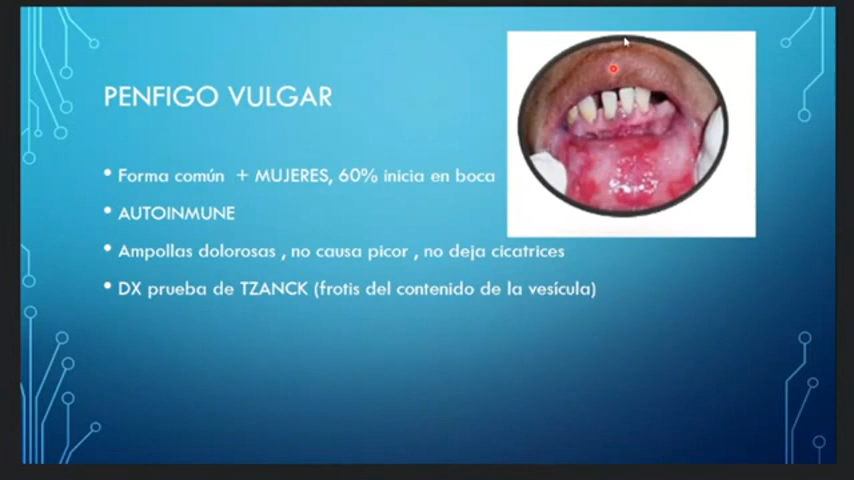 PENFIGO VULGAR
• Forma común + MUJERES, 60% inicia en boca
• AUTOINMUNE
• Ampollas dolorosas , no causa picor , no deja cicatrices
• DX prueba de TZANCK (frotis del contenido de la vesícula)